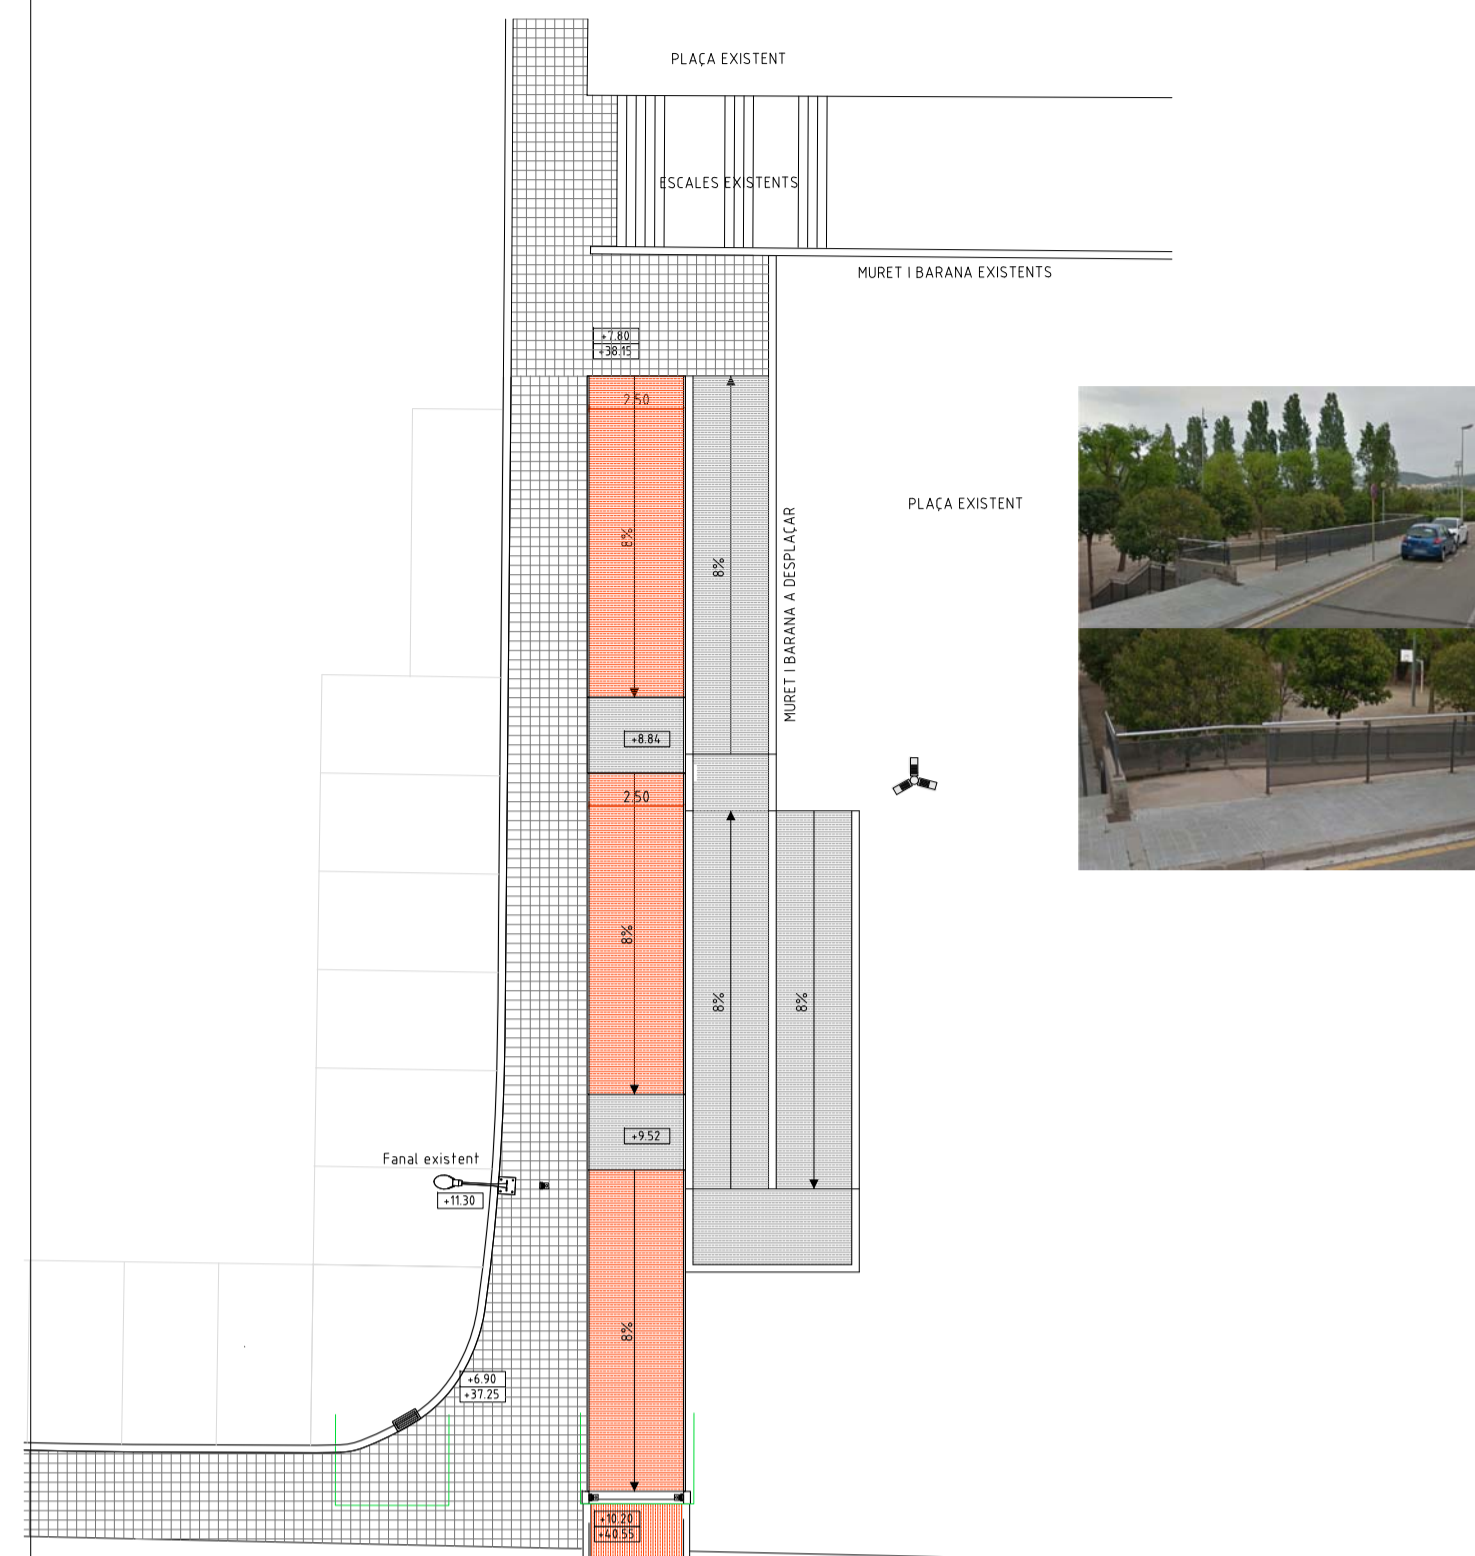 PLAÇA EXISTENT
ESCALES EXISTENTS
MURET I BARANA EXISTENTS
+7.80
+38.15
2.50
8%
8%
MURET I BARANA A DESPLAÇAR
PLAÇA EXISTENT
+8.84
2.50
8%
8%
8%
+9.52
Fanal existent
+11.30
8%
+6.90
+37.25
+10.20
+40.55